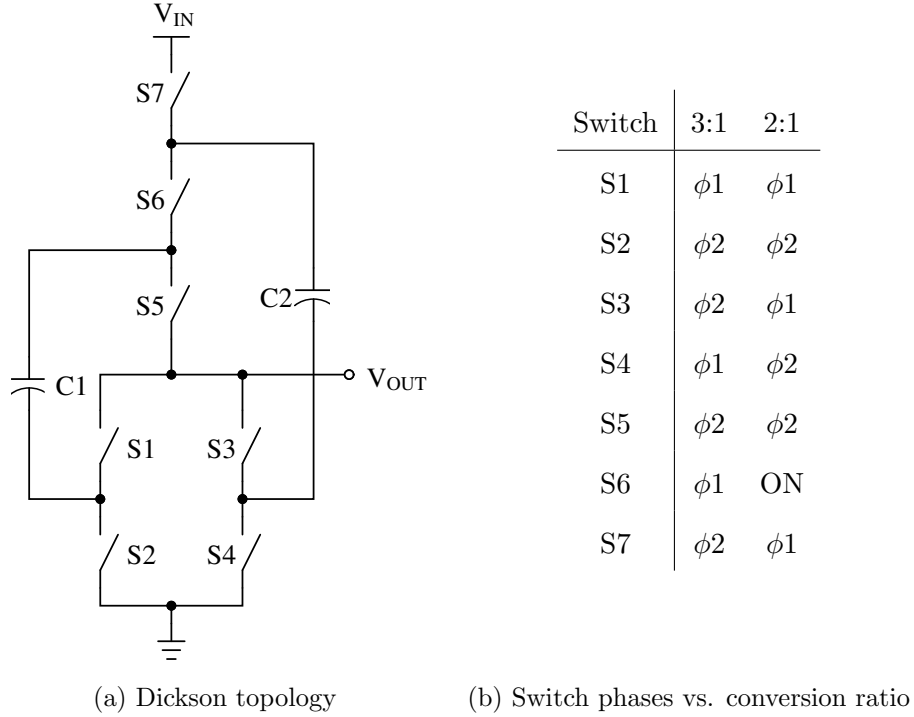 V_IN
S7
S6
S5
C2
C1
V_OUT
S1
S3
S2
S4
(a) Dickson topology
Switch 3:1 2:1
S1 ϕ1 ϕ1
S2 ϕ2 ϕ2
S3 ϕ2 ϕ1
S4 ϕ1 ϕ2
S5 ϕ2 ϕ2
S6 ϕ1 ON
S7 ϕ2 ϕ1
(b) Switch phases vs. conversion ratio